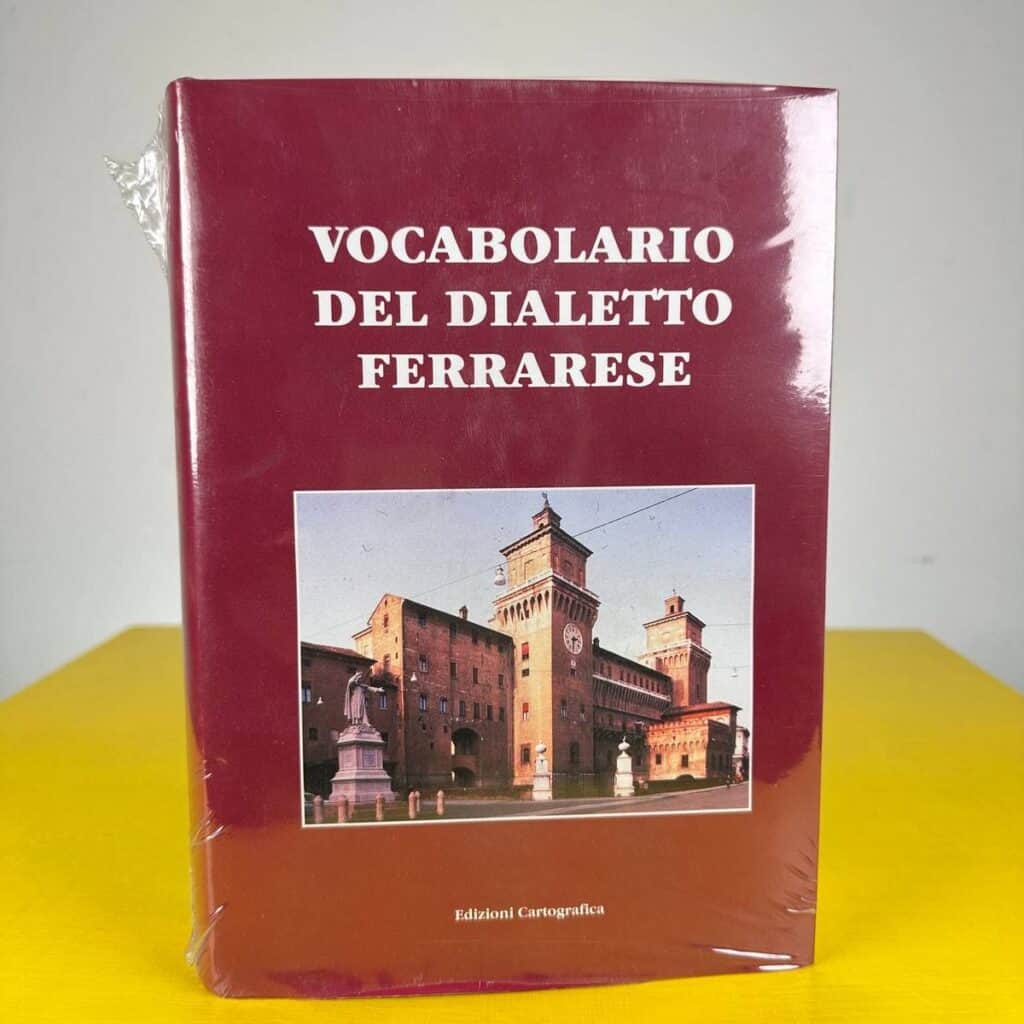 VOCABOLARIO
DEL DIALETTO
FERRARESE
Edizioni Cartografica